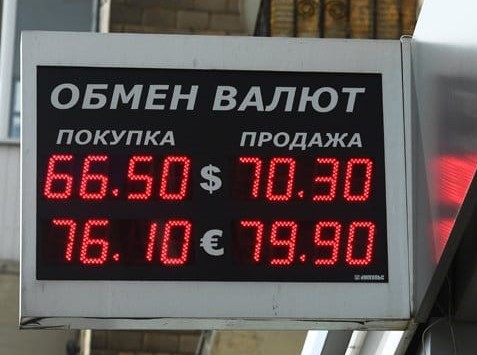 ОБМЕН ВАЛЮТ
ПОКУПКА ПРОДАЖА
66.50 $ 70.30
76.10 € 79.90